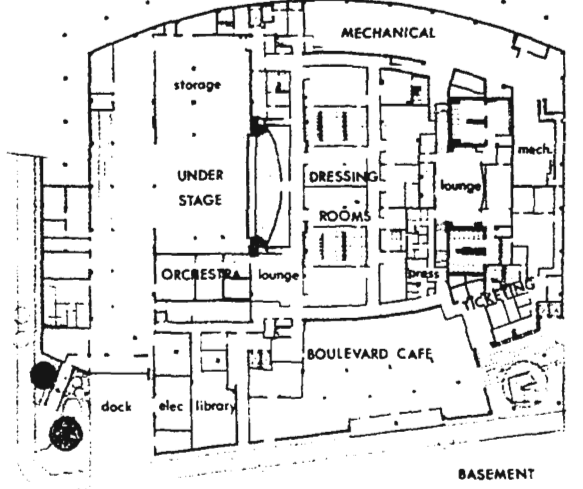 MECHANICAL
storage
mech.
UNDER
STAGE
DRESSING
ROOMS
lounge
ORCHESTRA
lounge
press
TICKETING
BOULEVARD CAFE
dock
elec
library
BASEMENT